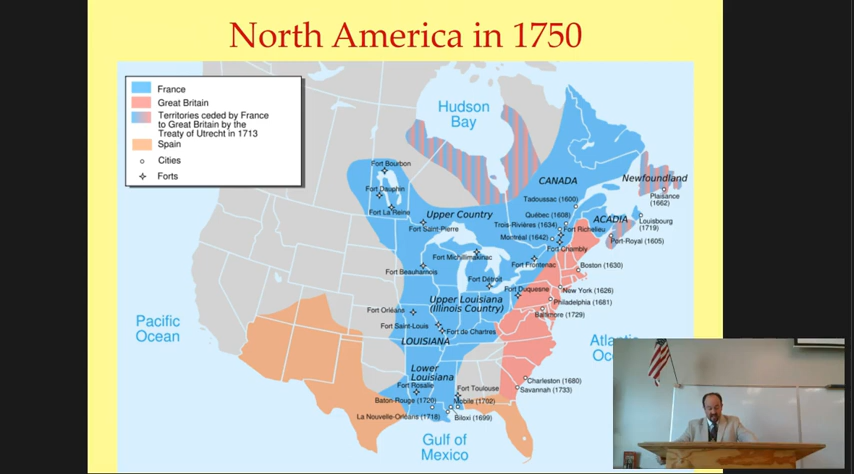 North America in 1750
France
Great Britain
Territories ceded by France
to Great Britain by the
Treaty of Utrecht in 1713
Spain
Cities
Forts
Hudson
Bay
Fort Bourbon
Fort Dauphin
Fort La Reine
CANADA
Newfoundland
Plaisance
(1662)
Tadoussac (1600)
Upper Country
Québec (1608)
ACADIA
Louisbourg
(1719)
Fort Saint-Pierre
Trois-Rivières (1634)
Fort Richelieu
Montréal (1642)
Port-Royal (1605)
Fort Chambly
Fort Michilimakinac
Fort Frontenac
Boston (1630)
Fort Beauharnois
Fort Détroit
Fort Duquesne
New York (1626)
Upper Louisiana
(Illinois Country)
Philadelphia (1681)
Fort Orléans
Baltimore (1729)
Pacific
Ocean
Fort Saint-Louis
Fort de Chartres
LOUISIANA
Lower
Louisiana
Charleston (1680)
Fort Rosalie
Fort Toulouse
Savannah (1733)
Baton-Rouge (1720)
Mobile (1702)
La Nouvelle-Orléans (1718)
Biloxi (1699)
Gulf of
Mexico